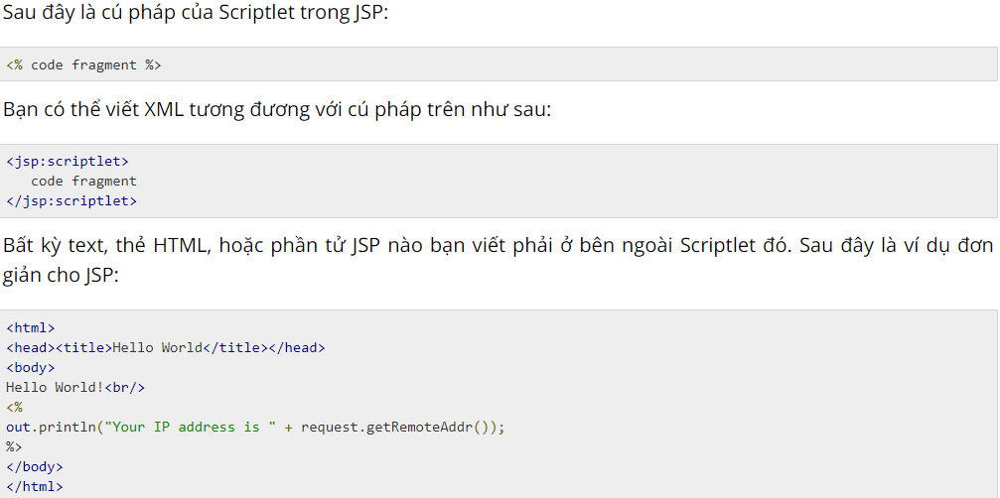 Sau đây là cú pháp của Scriptlet trong JSP:
<% code fragment %>
Bạn có thể viết XML tương đương với cú pháp trên như sau:
<jsp:scriptlet>
   code fragment
</jsp:scriptlet>
Bất kỳ text, thẻ HTML, hoặc phần tử JSP nào bạn viết phải ở bên ngoài Scriptlet đó. Sau đây là ví dụ đơn
giản cho JSP:
<html>
<head><title>Hello World</title></head>
<body>
Hello World!<br/>
<%
out.println("Your IP address is " + request.getRemoteAddr());
%>
</body>
</html>